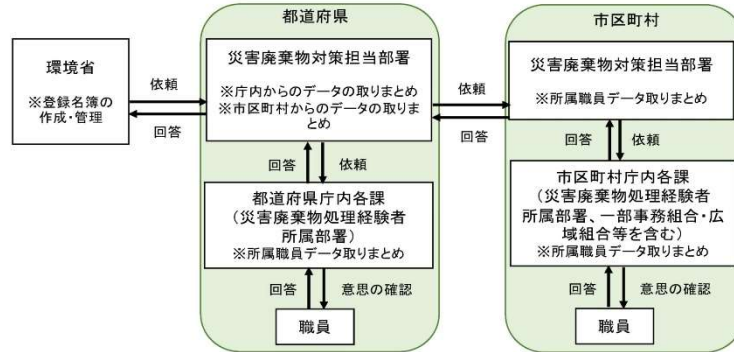 都道府県
市区町村
環境省
※登録名簿の
作成・管理
依頼
回答
災害廃棄物対策担当部署
※庁内からのデータの取りまとめ
※市区町村からのデータの取りま
とめ
依頼
回答
災害廃棄物対策担当部署
※所属職員データ取りまとめ
回答
依頼
回答
依頼
都道府県庁内各課
(災害廃棄物処理経験者
所属部署)
※所属職員データ取りまとめ
市区町村庁内各課
(災害廃棄物処理経験者
所属部署、一部事務組合・広
域組合等を含む)
※所属職員データ取りまとめ
回答
意思の確認
回答
意思の確認
職員
職員